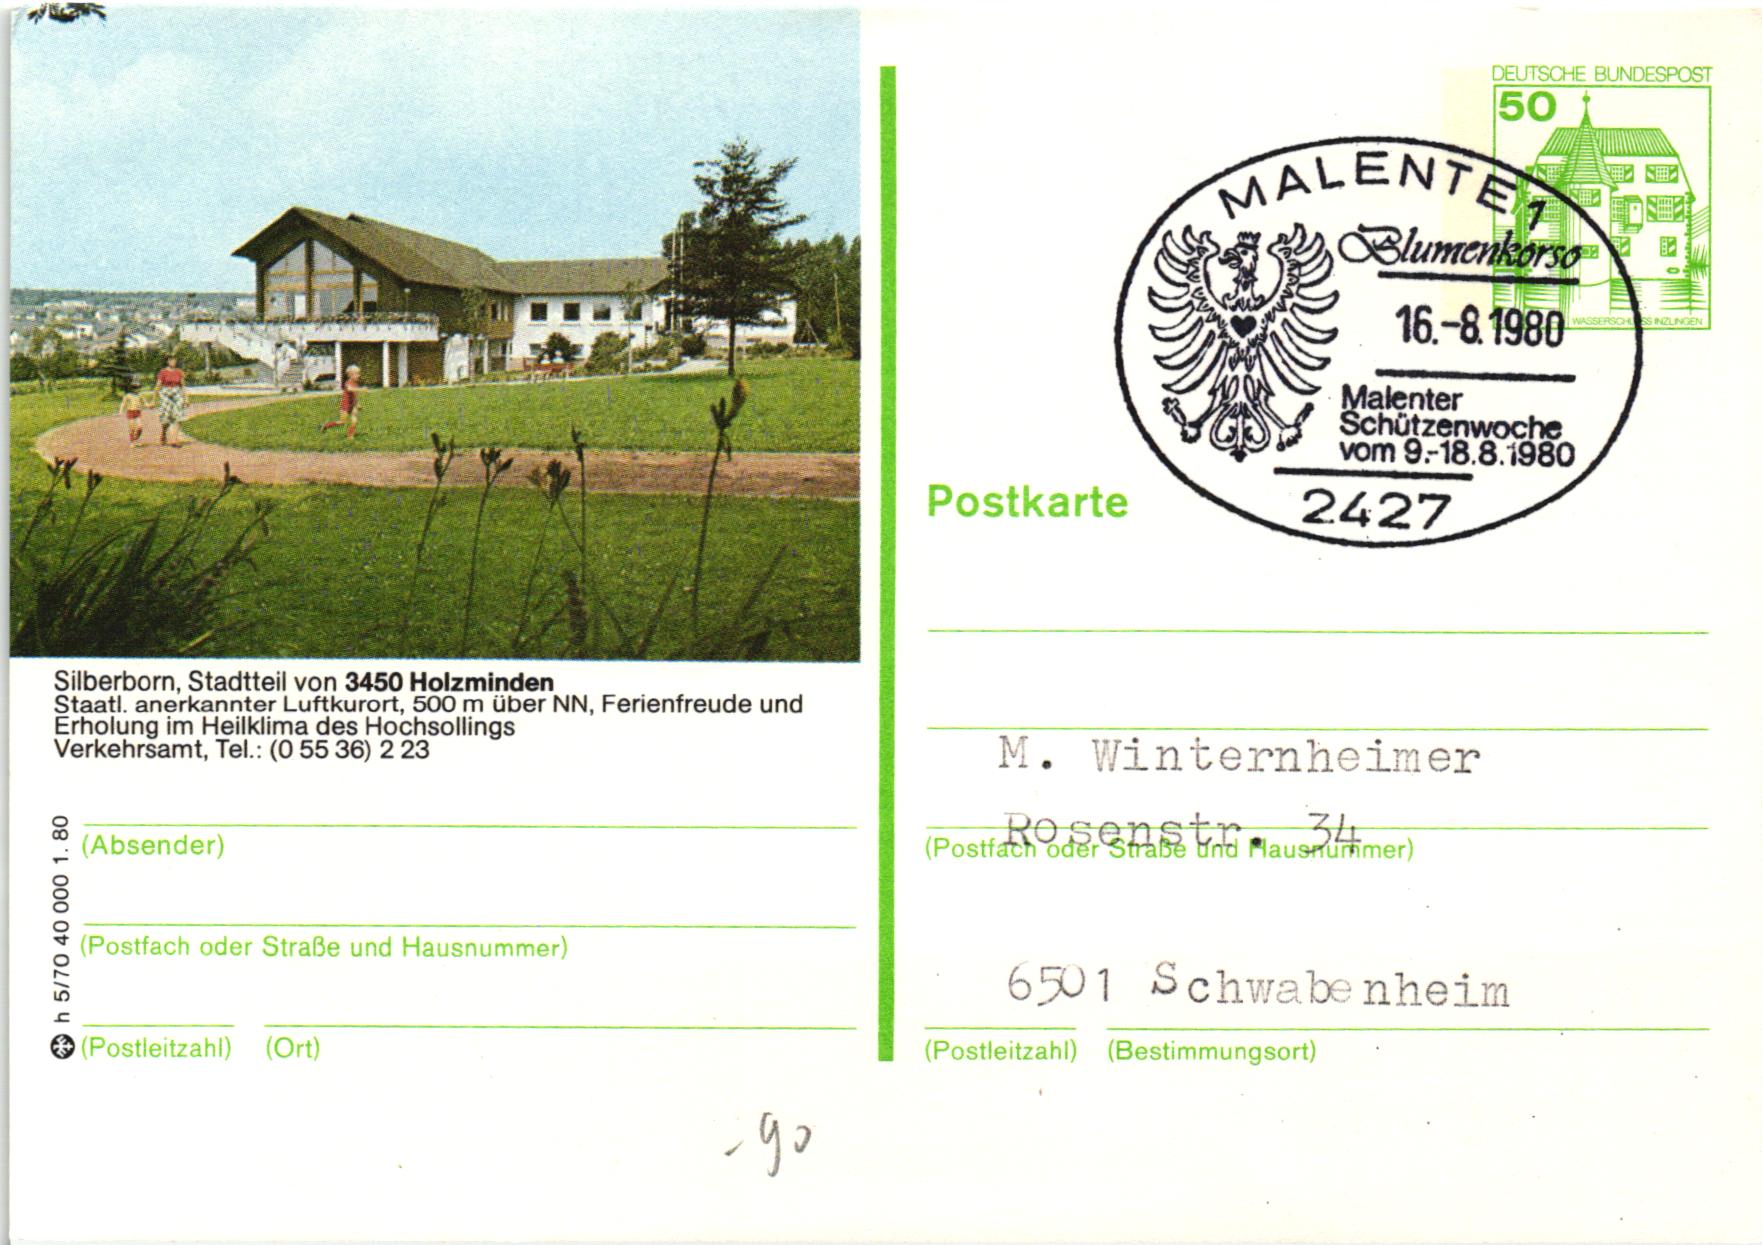 DEUTSCHE BUNDESPOST
50
WASSERSCHLOSS INZLINGEN
MALENTE 1
Blumenkorso
16.-8.1980
Malenter
Schützenwoche
vom 9.-18.8.1980
2427
Postkarte
Silberborn, Stadtteil von 3450 Holzminden
Staatl. anerkannter Luftkurort, 500 m über NN, Ferienfreude und
Erholung im Heilklima des Hochsollings
Verkehrsamt, Tel.: (0 55 36) 2 23
M. Winternheimer
Rosenstr. 34
(Postfach oder Straße und Hausnummer)
6501 Schwabenheim
(Postleitzahl) (Bestimmungsort)
(Absender)
(Postfach oder Straße und Hausnummer)
(Postleitzahl) (Ort)
h 5/70 40 000 1. 80
-90